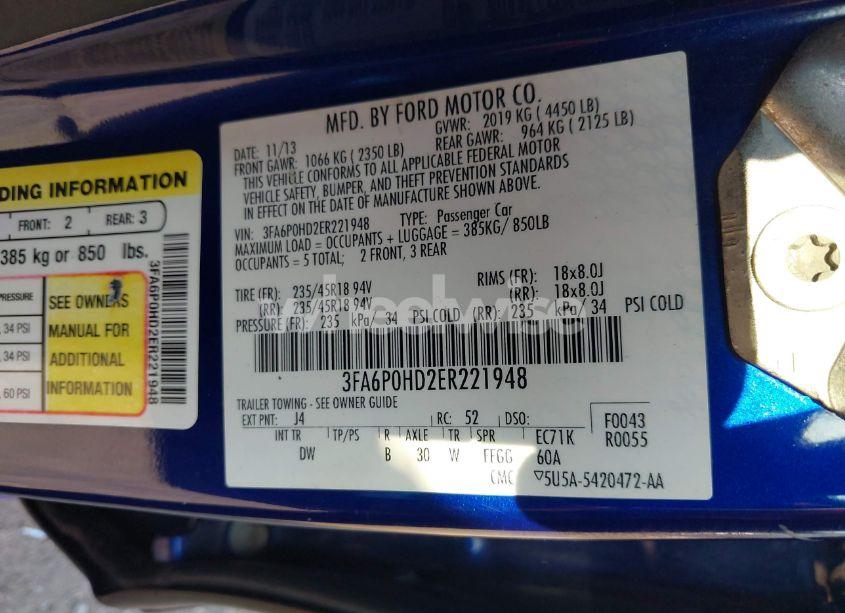 DING INFORMATION
FRONT: 2 REAR: 3
385 kg or 850 lbs.
PRESSURE
, 34 PSI
, 34 PSI
, 60 PSI
SEE OWNERS
MANUAL FOR
ADDITIONAL
INFORMATION
3FA6P0HD2ER221948
MFD. BY FORD MOTOR CO.
DATE: 11/13 GVWR: 2019 KG ( 4450 LB)
FRONT GAWR: 1066 KG ( 2350 LB) REAR GAWR: 964 KG ( 2125 LB)
THIS VEHICLE CONFORMS TO ALL APPLICABLE FEDERAL MOTOR
VEHICLE SAFETY, BUMPER, AND THEFT PREVENTION STANDARDS
IN EFFECT ON THE DATE OF MANUFACTURE SHOWN ABOVE.
VIN: 3FA6P0HD2ER221948 TYPE: Passenger Car
MAXIMUM LOAD = OCCUPANTS + LUGGAGE = 385KG/ 850LB
OCCUPANTS = 5 TOTAL; 2 FRONT, 3 REAR
TIRE (FR): 235/45R18 94V RIMS (FR): 18x8.0J
(RR): 235/45R18 94V (RR): 18x8.0J
PRESSURE (FR): 235 kPa/ 34 PSI COLD (RR): 235 kPa/ 34 PSI COLD
wheelwise
3FA6P0HD2ER221948
TRAILER TOWING - SEE OWNER GUIDE
EXT PNT: J4 RC: 52 DSO: F0043
R0055
INT TR TP/PS R AXLE TR SPR EC71K
DW B 30 W FFGG 60A
CMC ▽5U5A-5420472-AA